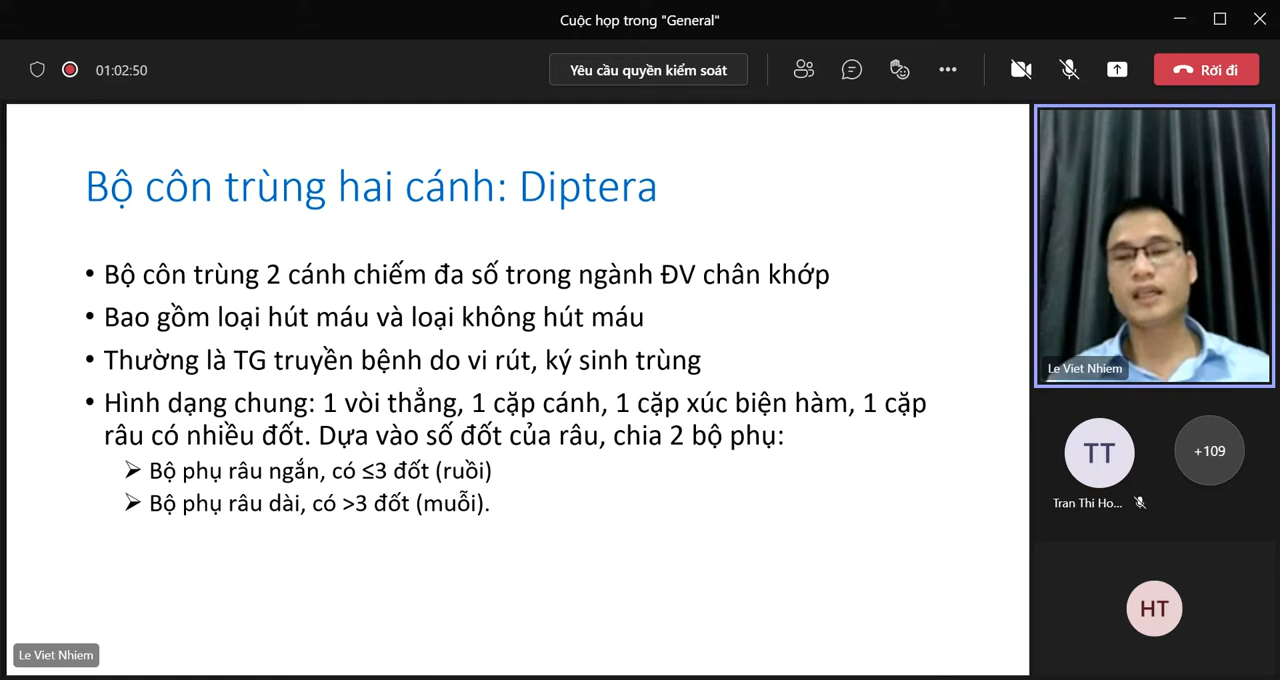 Cuộc họp trong "General"
01:02:50
Yêu cầu quyền kiểm soát
Rời đi
Bộ côn trùng hai cánh: Diptera
• Bộ côn trùng 2 cánh chiếm đa số trong ngành ĐV chân khớp
• Bao gồm loại hút máu và loại không hút máu
• Thường là TG truyền bệnh do vi rút, ký sinh trùng
• Hình dạng chung: 1 vòi thẳng, 1 cặp cánh, 1 cặp xúc biện hàm, 1 cặp
râu có nhiều đốt. Dựa vào số đốt của râu, chia 2 bộ phụ:
➢ Bộ phụ râu ngắn, có ≤3 đốt (ruồi)
➢ Bộ phụ râu dài, có >3 đốt (muỗi).
Le Viet Nhiem
Le Viet Nhiem
TT
+109
Tran Thi Ho...
HT